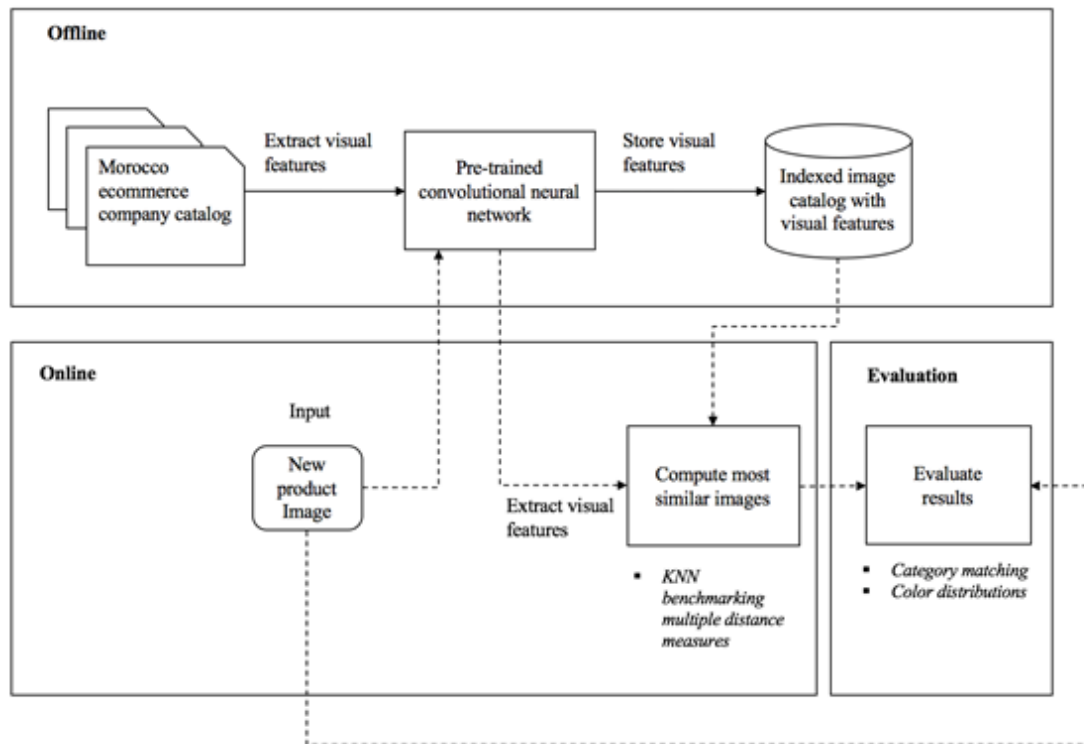 Offline
Morocco
ecommerce
company catalog
Extract visual
features
Pre-trained
convolutional neural
network
Store visual
features
Indexed image
catalog with
visual features
Online
Input
New
product
Image
Extract visual
features
Compute most
similar images
▪ KNN
benchmarking
multiple distance
measures
Evaluation
Evaluate
results
▪ Category matching
▪ Color distributions